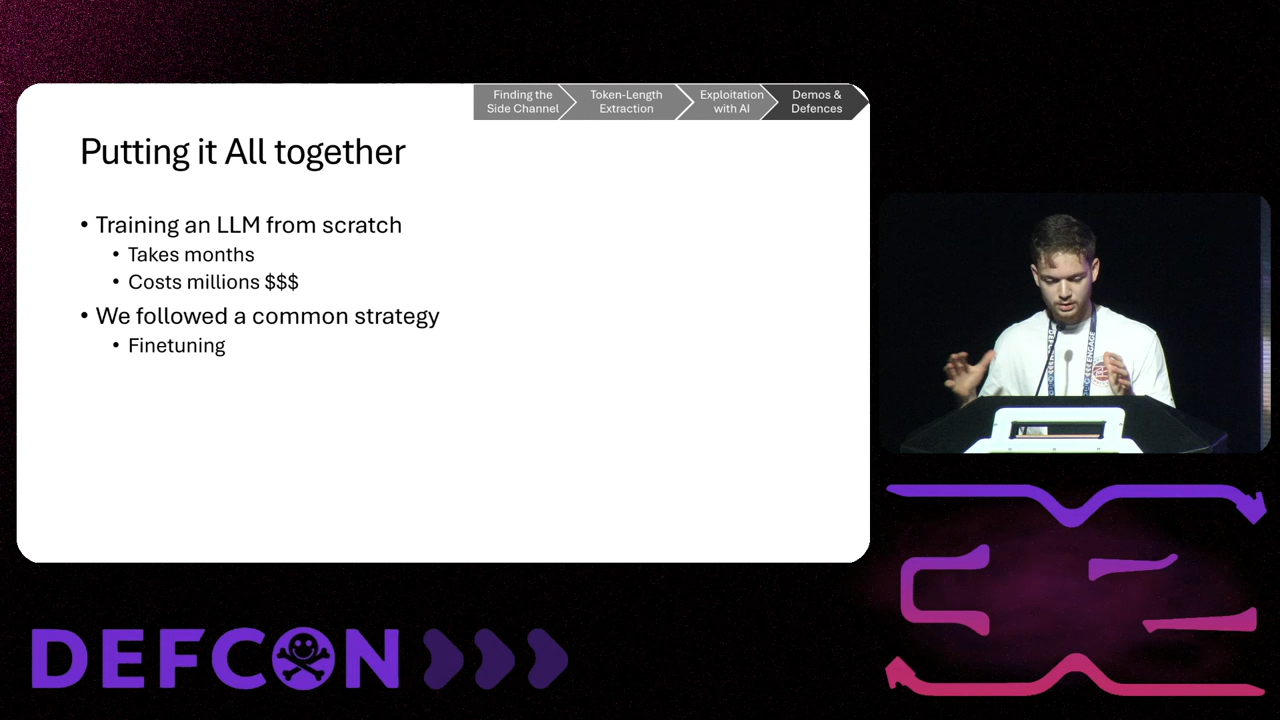 Finding the
Side Channel
Token-Length
Extraction
Exploitation
with AI
Demos &
Defences
Putting it All together
• Training an LLM from scratch
• Takes months
• Costs millions $$$
• We followed a common strategy
• Finetuning
ENGAGE
DEFCON